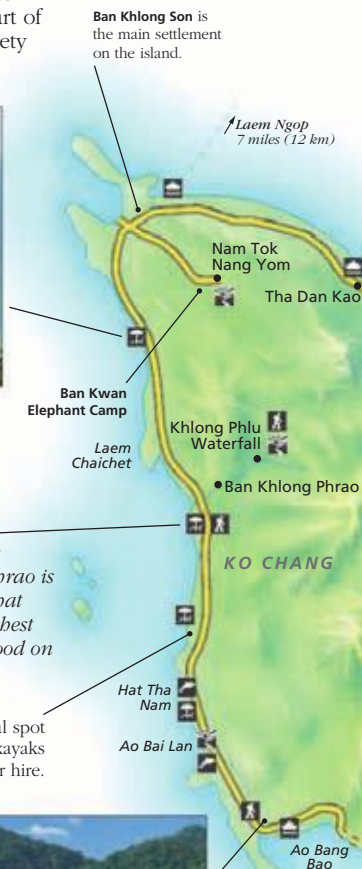 rt of
ety
Ban Khlong Son is
the main settlement
on the island.
Laem Ngop
7 miles (12 km)
Nam Tok
Nang Yom
Tha Dan Kao
Ban Kwan
Elephant Camp
Khlong Phlu
Waterfall
Laem
Chaichet
Ban Khlong Phrao
KO CHANG
hrao is
hat
hest
ood on
Hat Tha
Nam
al spot
kayaks
r hire.
Ao Bai Lan
Ao Bang
Bao